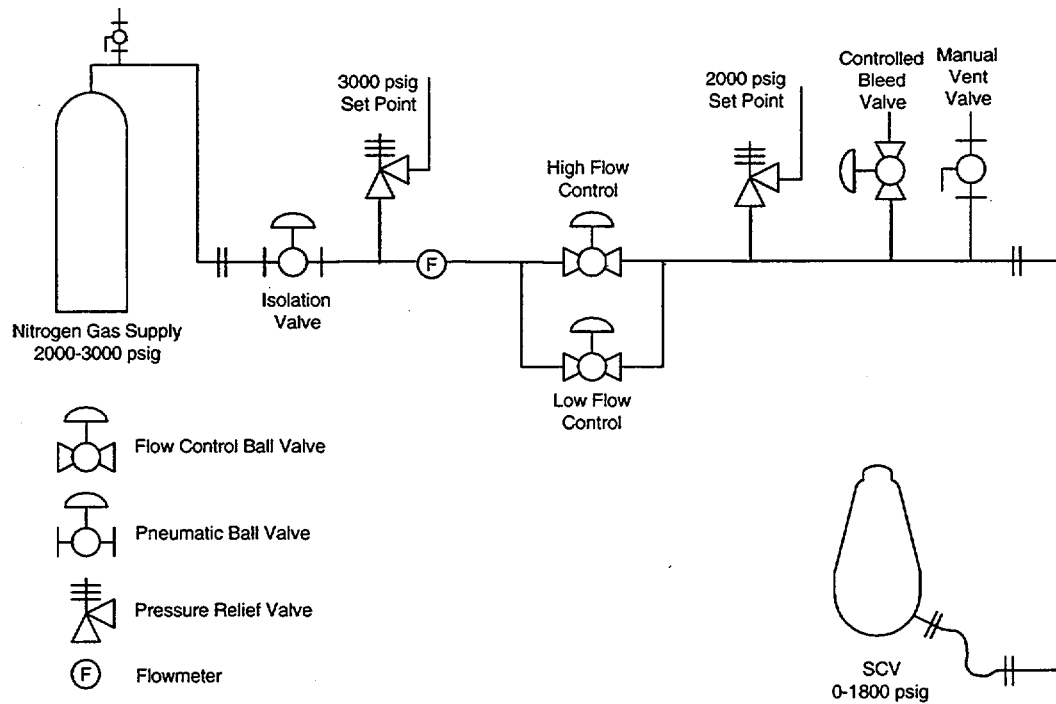 3000 psig
Set Point
2000 psig
Set Point
Controlled
Bleed
Valve
Manual
Vent
Valve
High Flow
Control
F
Isolation
Valve
Nitrogen Gas Supply
2000-3000 psig
Low Flow
Control
Flow Control Ball Valve
Pneumatic Ball Valve
Pressure Relief Valve
F
Flowmeter
SCV
0-1800 psig